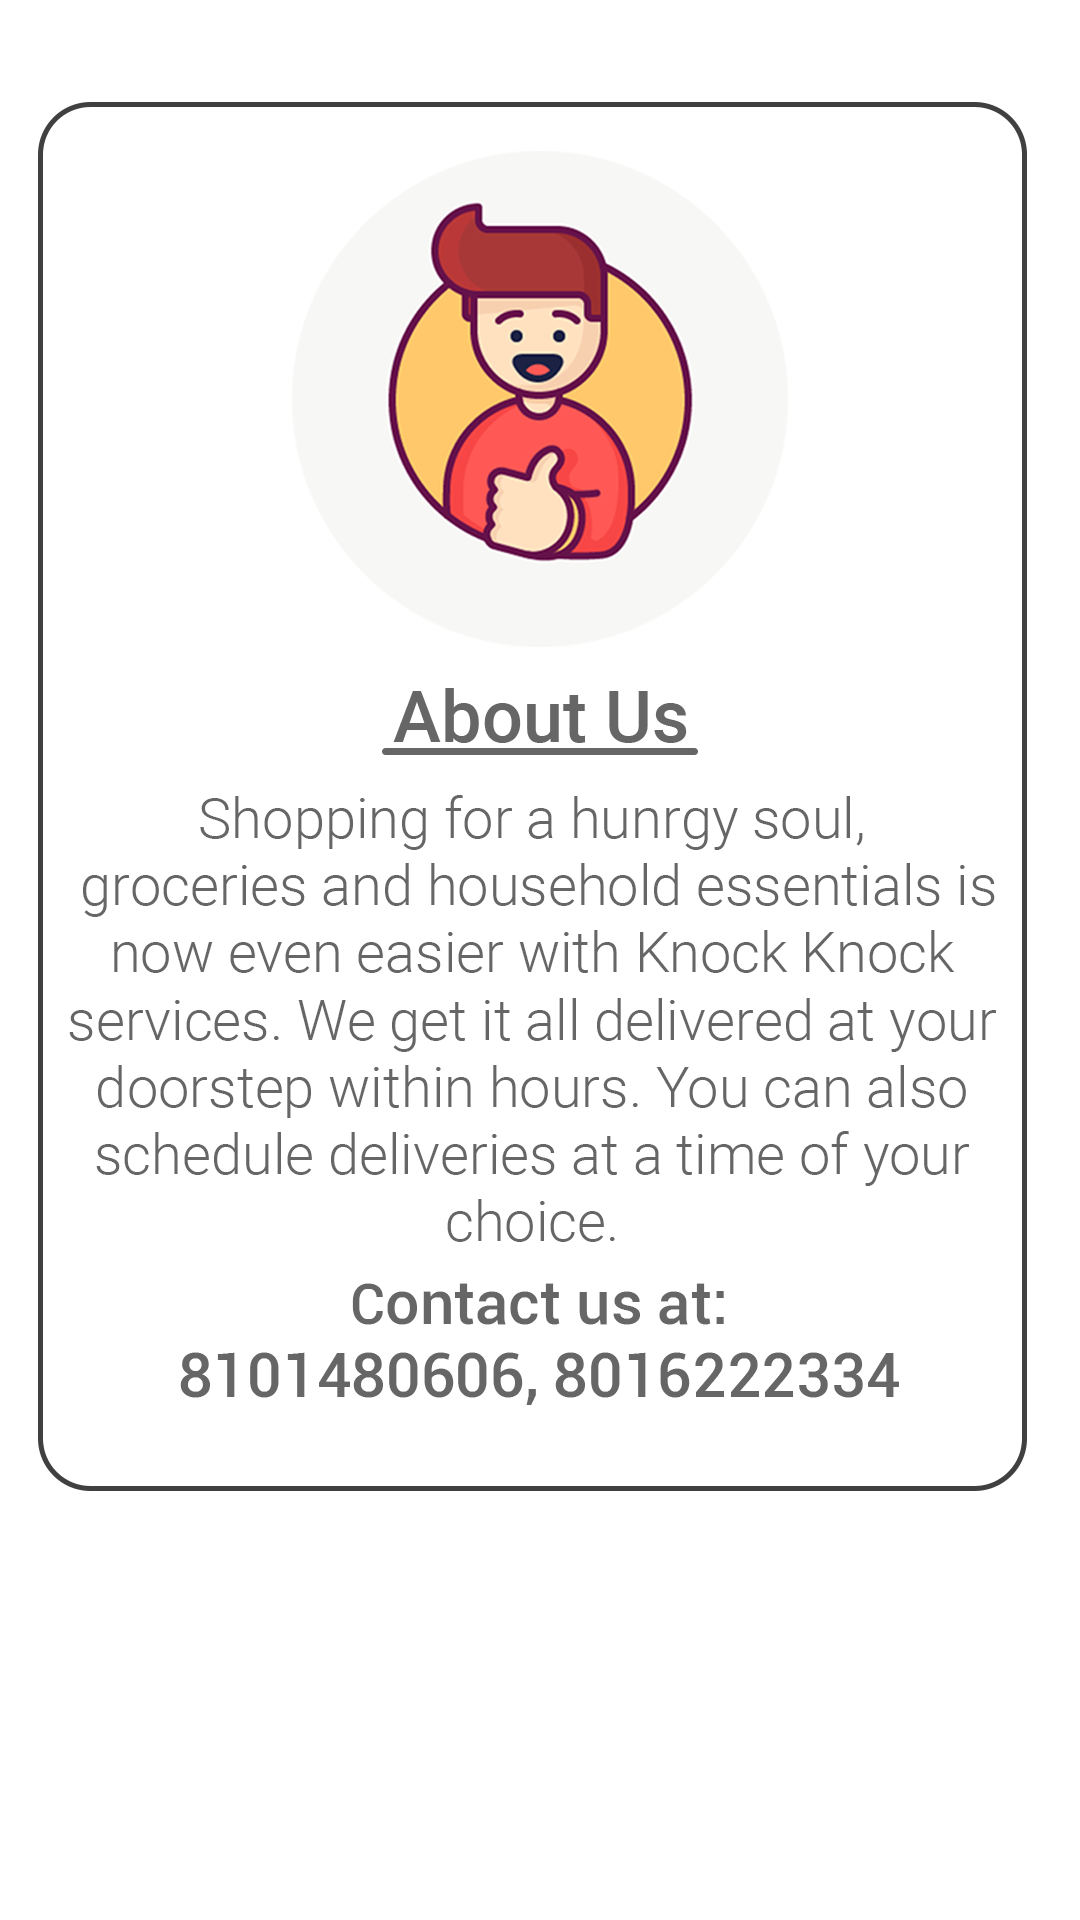 About Us
Shopping for a hunrgy soul,
groceries and household essentials is
now even easier with Knock Knock
services. We get it all delivered at your
doorstep within hours. You can also
schedule deliveries at a time of your
choice.
Contact us at:
8101480606, 8016222334